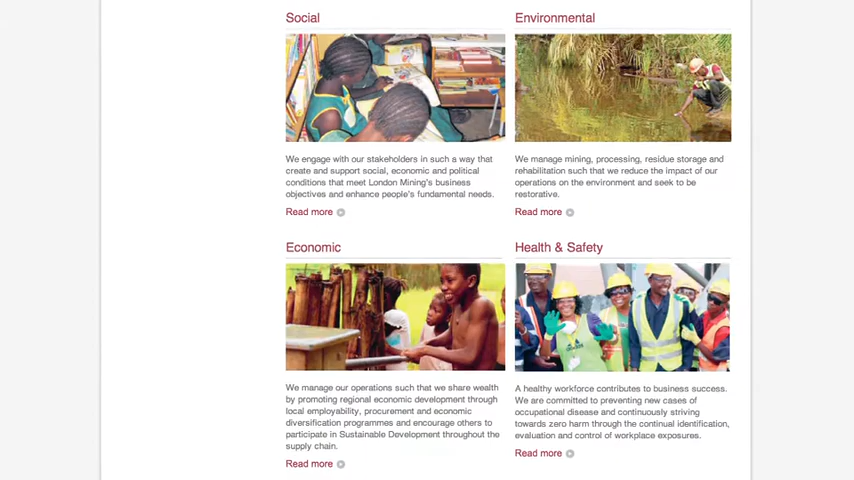 Social
We engage with our stakeholders in such a way that
create and support social, economic and political
conditions that meet London Mining's business
objectives and enhance people's fundamental needs.
Read more
Environmental
We manage mining, processing, residue storage and
rehabilitation such that we reduce the impact of our
operations on the environment and seek to be
restorative.
Read more
Economic
We manage our operations such that we share wealth
by promoting regional economic development through
local employability, procurement and economic
diversification programmes and encourage others to
participate in Sustainable Development throughout the
supply chain.
Read more
Health & Safety
A healthy workforce contributes to business success.
We are committed to preventing new cases of
occupational disease and continuously striving
towards zero harm through the continual identification,
evaluation and control of workplace exposures.
Read more